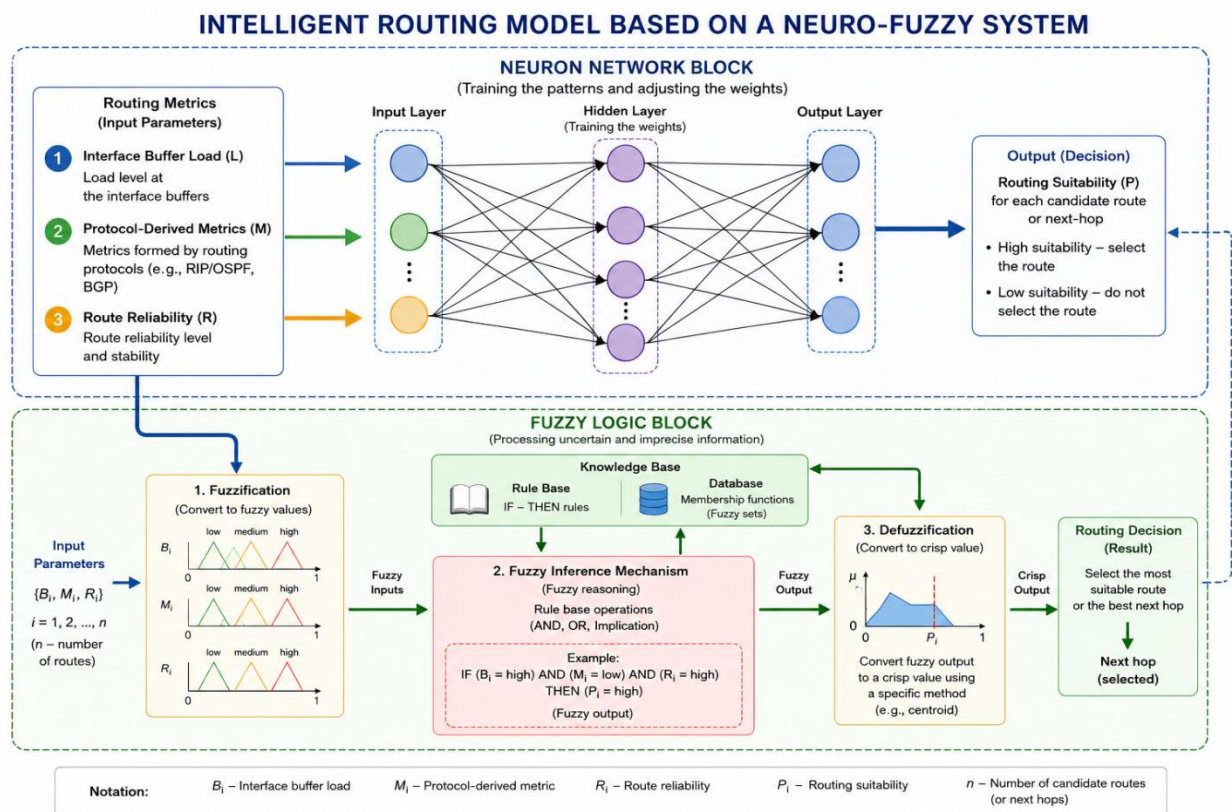 INTELLIGENT ROUTING MODEL BASED ON A NEURO-FUZZY SYSTEM
NEURON NETWORK BLOCK
(Training the patterns and adjusting the weights)
Routing Metrics
(Input Parameters)
1
Interface Buffer Load (L)
Load level at
the interface buffers
2
Protocol-Derived Metrics (M)
Metrics formed by routing
protocols (e.g., RIP/OSPF,
BGP)
3
Route Reliability (R)
Route reliability level
and stability
Input Layer
Hidden Layer
(Training the weights)
Output Layer
Output (Decision)
Routing Suitability (P)
for each candidate route
or next-hop
• High suitability – select
the route
• Low suitability – do not
select the route
FUZZY LOGIC BLOCK
(Processing uncertain and imprecise information)
Input
Parameters
{Bi, Mi, Ri}
i = 1, 2, ..., n
(n – number
of routes)
1. Fuzzification
(Convert to fuzzy values)
low medium high
Bi
0 1
low medium high
Mi
0 1
low medium high
Ri
0 1
Fuzzy
Inputs
Knowledge Base
Rule Base
IF – THEN rules
Database
Membership functions
(Fuzzy sets)
2. Fuzzy Inference Mechanism
(Fuzzy reasoning)
Rule base operations
(AND, OR, Implication)
Example:
IF (Bi = high) AND (Mi = low) AND (Ri = high)
THEN (Pi = high)
(Fuzzy output)
Fuzzy
Output
3. Defuzzification
(Convert to crisp value)
μ
0
0 Pi 1
Convert fuzzy output
to a crisp value using
a specific method
(e.g., centroid)
Crisp
Output
Routing Decision
(Result)
Select the most
suitable route
or the best next hop
Next hop
(selected)
Notation:
Bi – Interface buffer load
Mi – Protocol-derived metric
Ri – Route reliability
Pi – Routing suitability
n – Number of candidate routes
(or next hops)